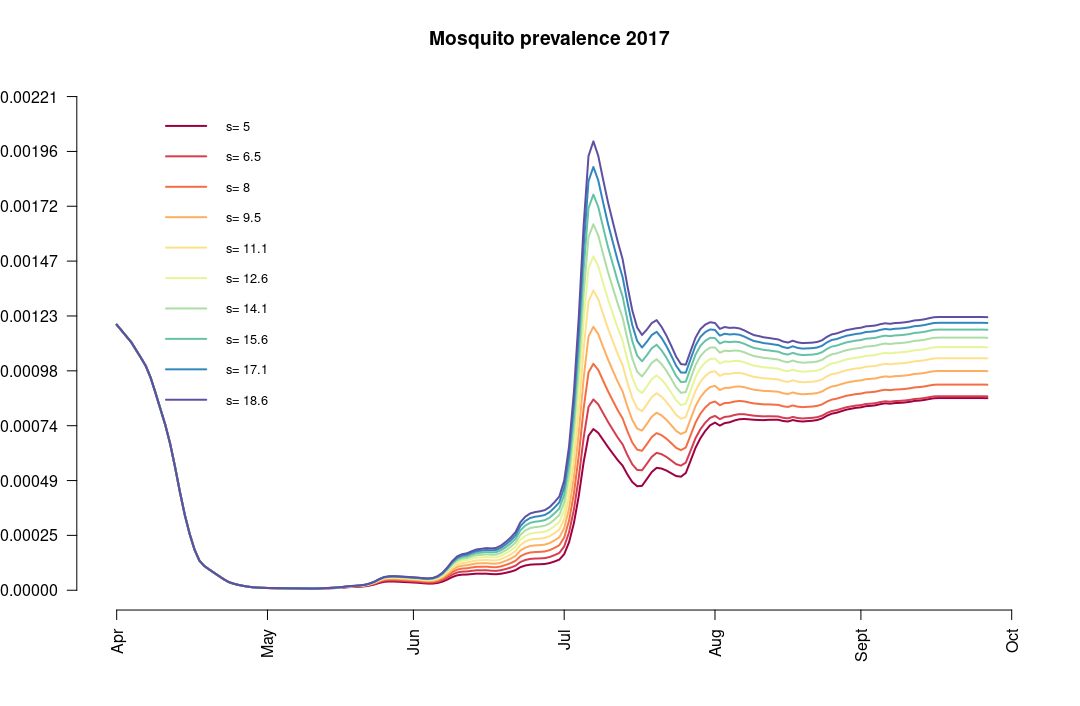 Mosquito prevalence 2017
0.00221
0.00196
0.00172
0.00147
0.00123
0.00098
0.00074
0.00049
0.00025
0.00000
s= 5
s= 6.5
s= 8
s= 9.5
s= 11.1
s= 12.6
s= 14.1
s= 15.6
s= 17.1
s= 18.6
Apr
May
Jun
Jul
Aug
Sept
Oct